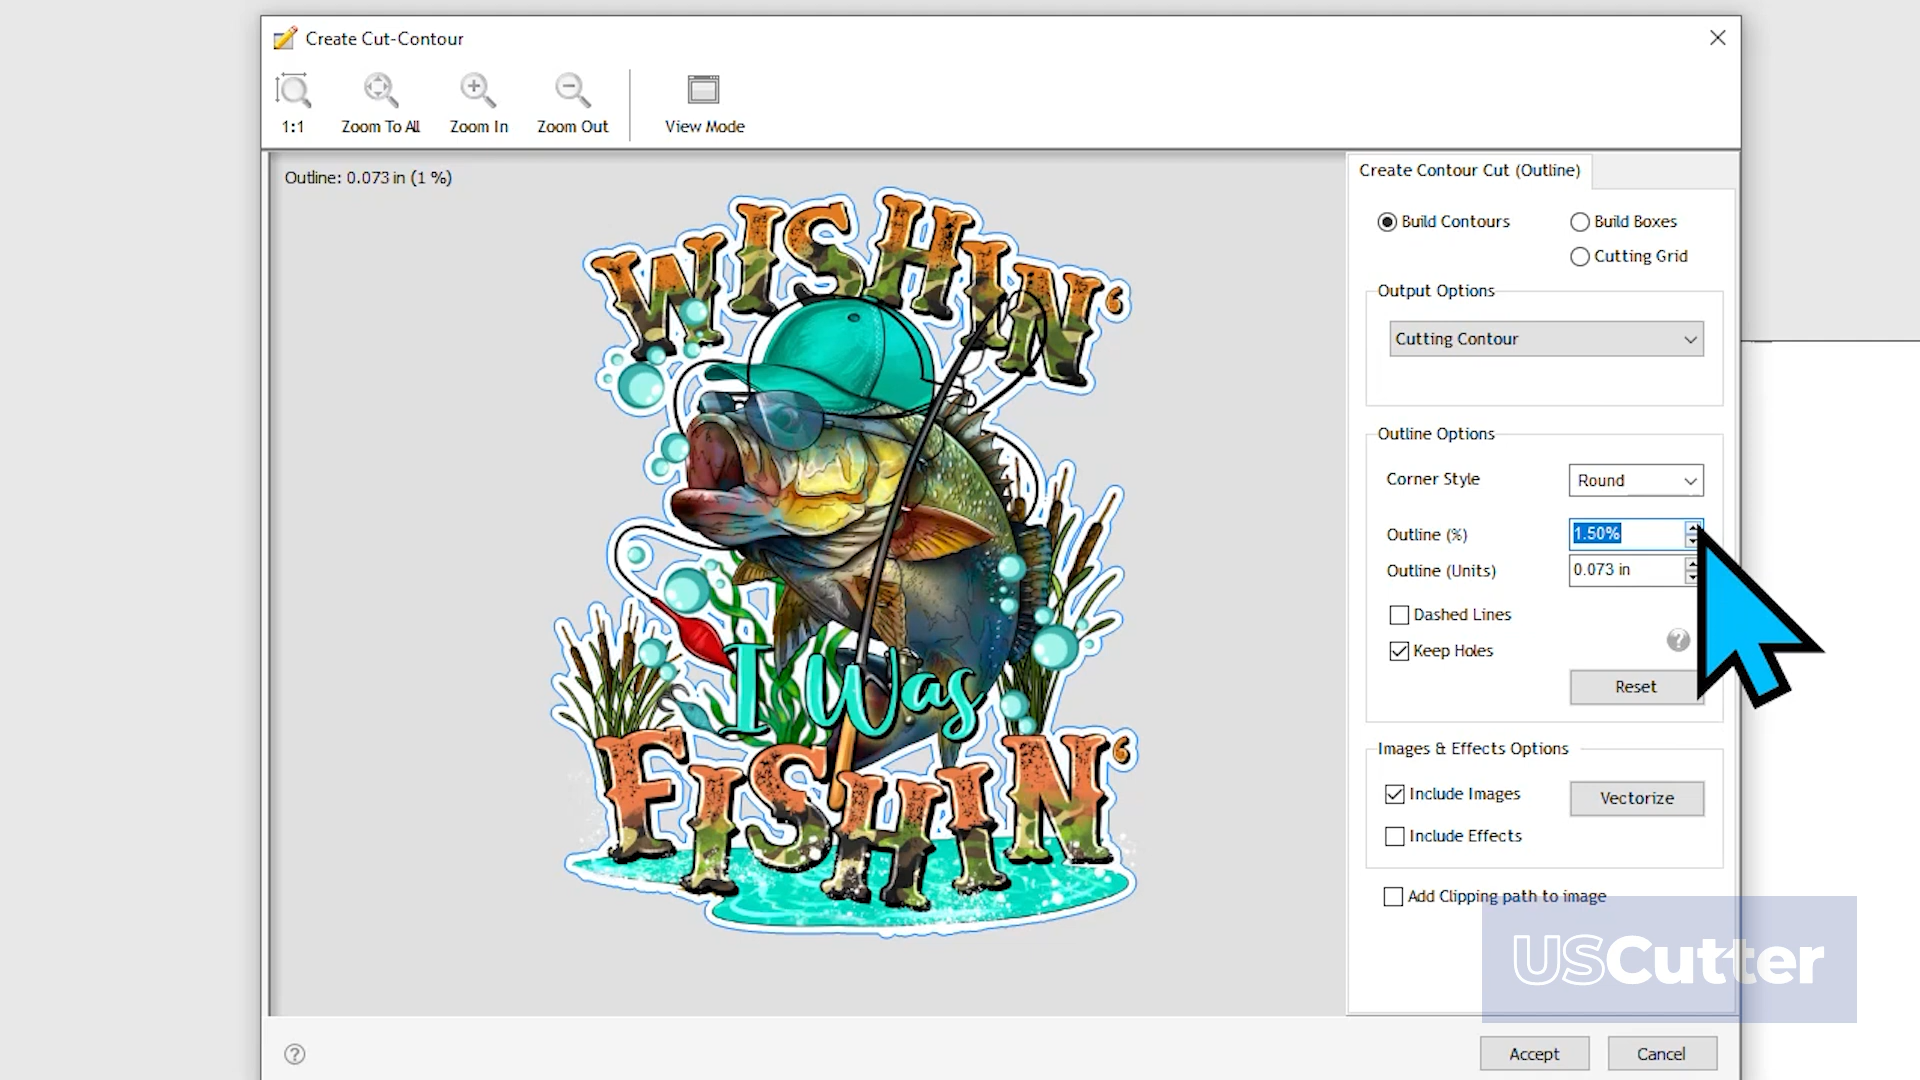 Create Cut-Contour
1:1
Zoom To All
Zoom In
Zoom Out
View Mode
Outline: 0.073 in (1 %)
WISHIN'
I Was
FISHIN'
Create Contour Cut (Outline)
Build Contours
Build Boxes
Cutting Grid
Output Options
Cutting Contour
Outline Options
Corner Style
Round
Outline (%)
1.50%
Outline (Units)
0.073 in
Dashed Lines
?
Keep Holes
Reset
Images & Effects Options
Include Images
Vectorize
Include Effects
Add Clipping path to image
USCutter
?
Accept
Cancel